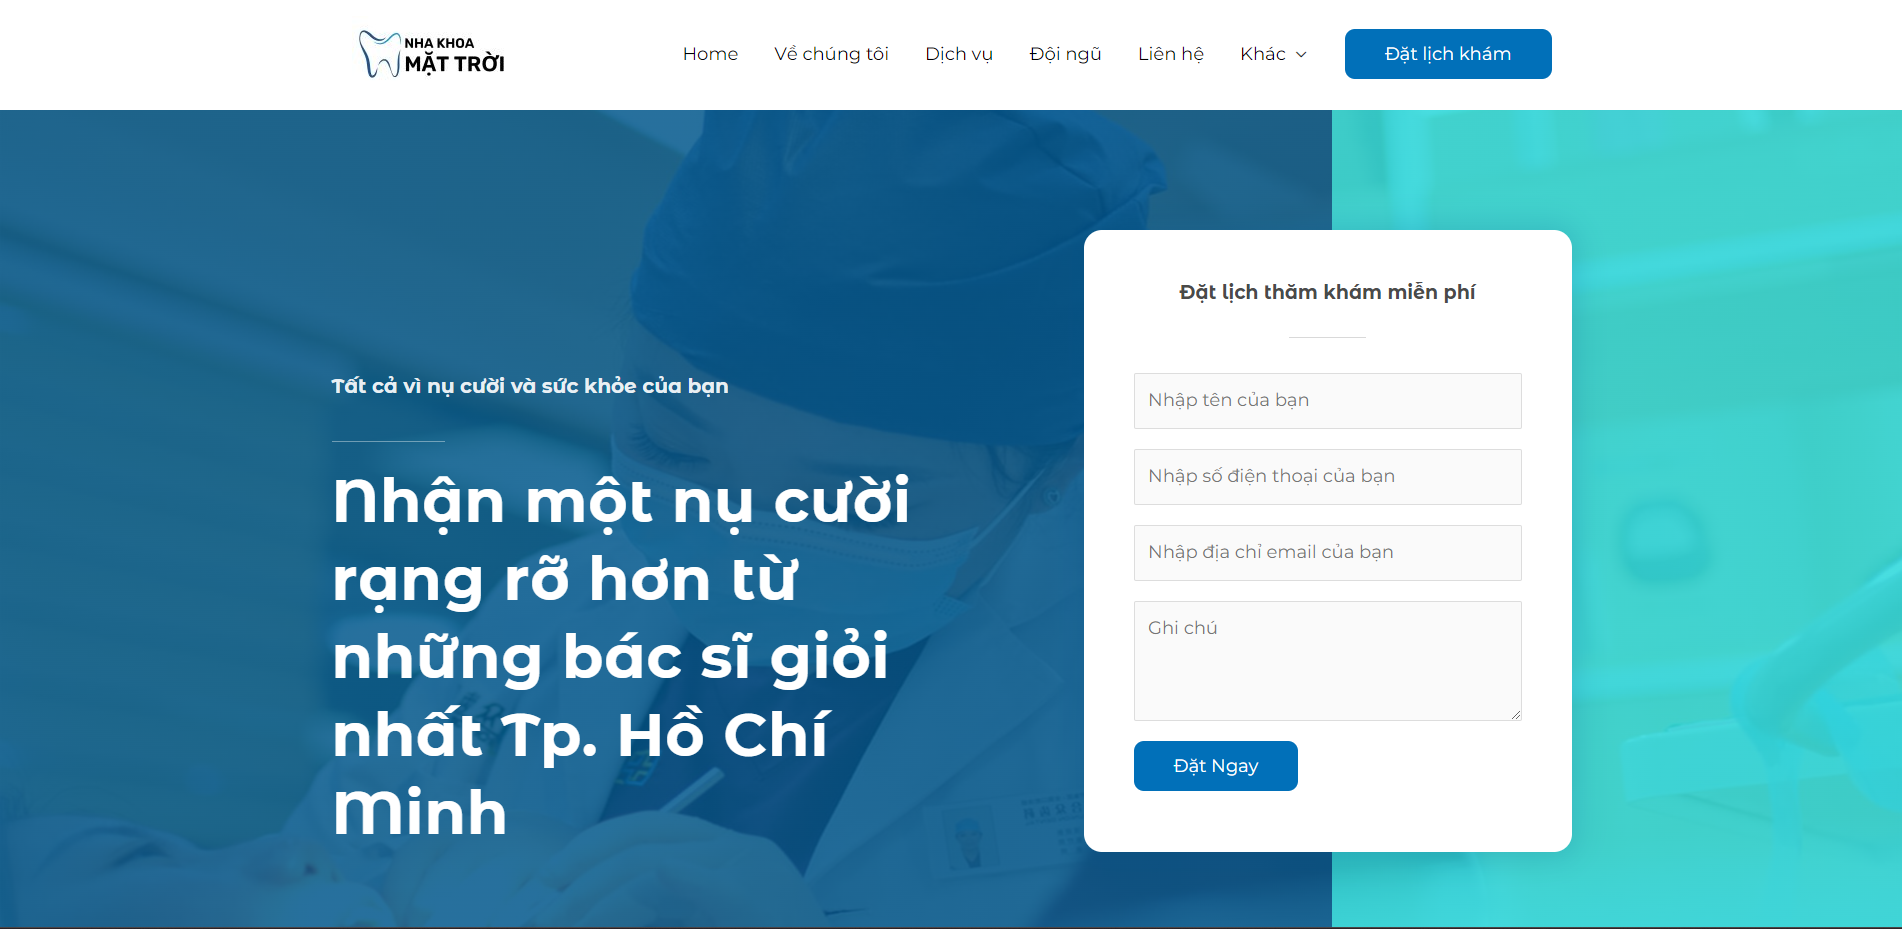 NHA KHOA
MẶT TRỜI
Home
Về chúng tôi
Dịch vụ
Đội ngũ
Liên hệ
Khác
Đặt lịch khám
Tất cả vì nụ cười và sức khỏe của bạn
Nhận một nụ cười
rạng rỡ hơn từ
những bác sĩ giỏi
nhất Tp. Hồ Chí
Minh
Đặt lịch thăm khám miễn phí
Nhập tên của bạn
Nhập số điện thoại của bạn
Nhập địa chỉ email của bạn
Ghi chú
Đặt Ngay